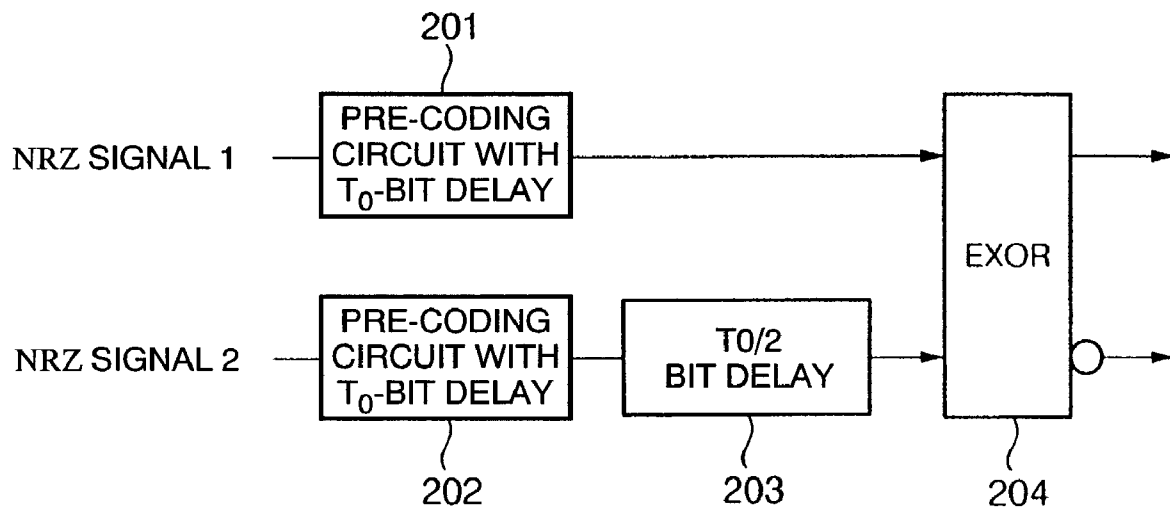 201
PRE-CODING
CIRCUIT WITH
T₀-BIT DELAY
NRZ SIGNAL 1
EXOR
NRZ SIGNAL 2
PRE-CODING
CIRCUIT WITH
T₀-BIT DELAY
T0/2
BIT DELAY
202
203
204